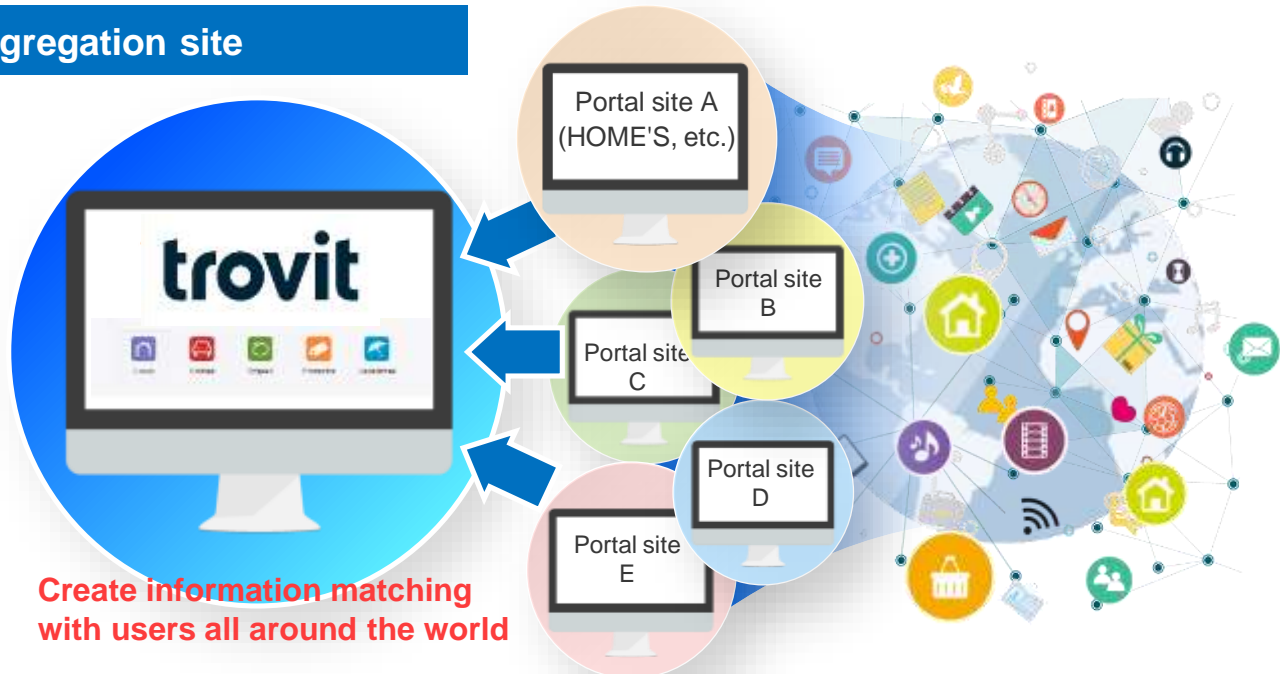 gregation site
Portal site A
(HOME'S, etc.)
trovit
Portal site
B
Portal site
C
Portal site
D
Portal site
E
Create information matching
with users all around the world